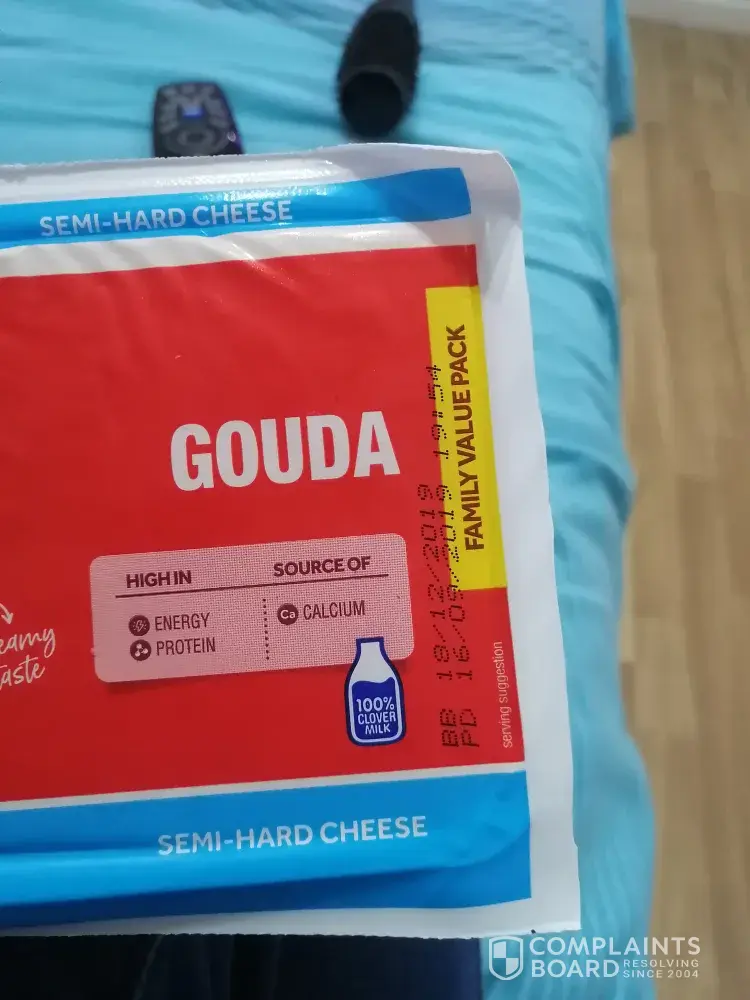 SEMI-HARD CHEESE
FAMILY VALUE PACK
GOUDA
HIGH IN
ENERGY
PROTEIN
SOURCE OF
Ca CALCIUM
eamy
taste
100%
CLOVER
MILK
BB 18/12/2019
PD 16/09/2019 19:54
serving suggestion
SEMI-HARD CHEESE
COMPLAINTS
BOARD RESOLVING
SINCE 2004